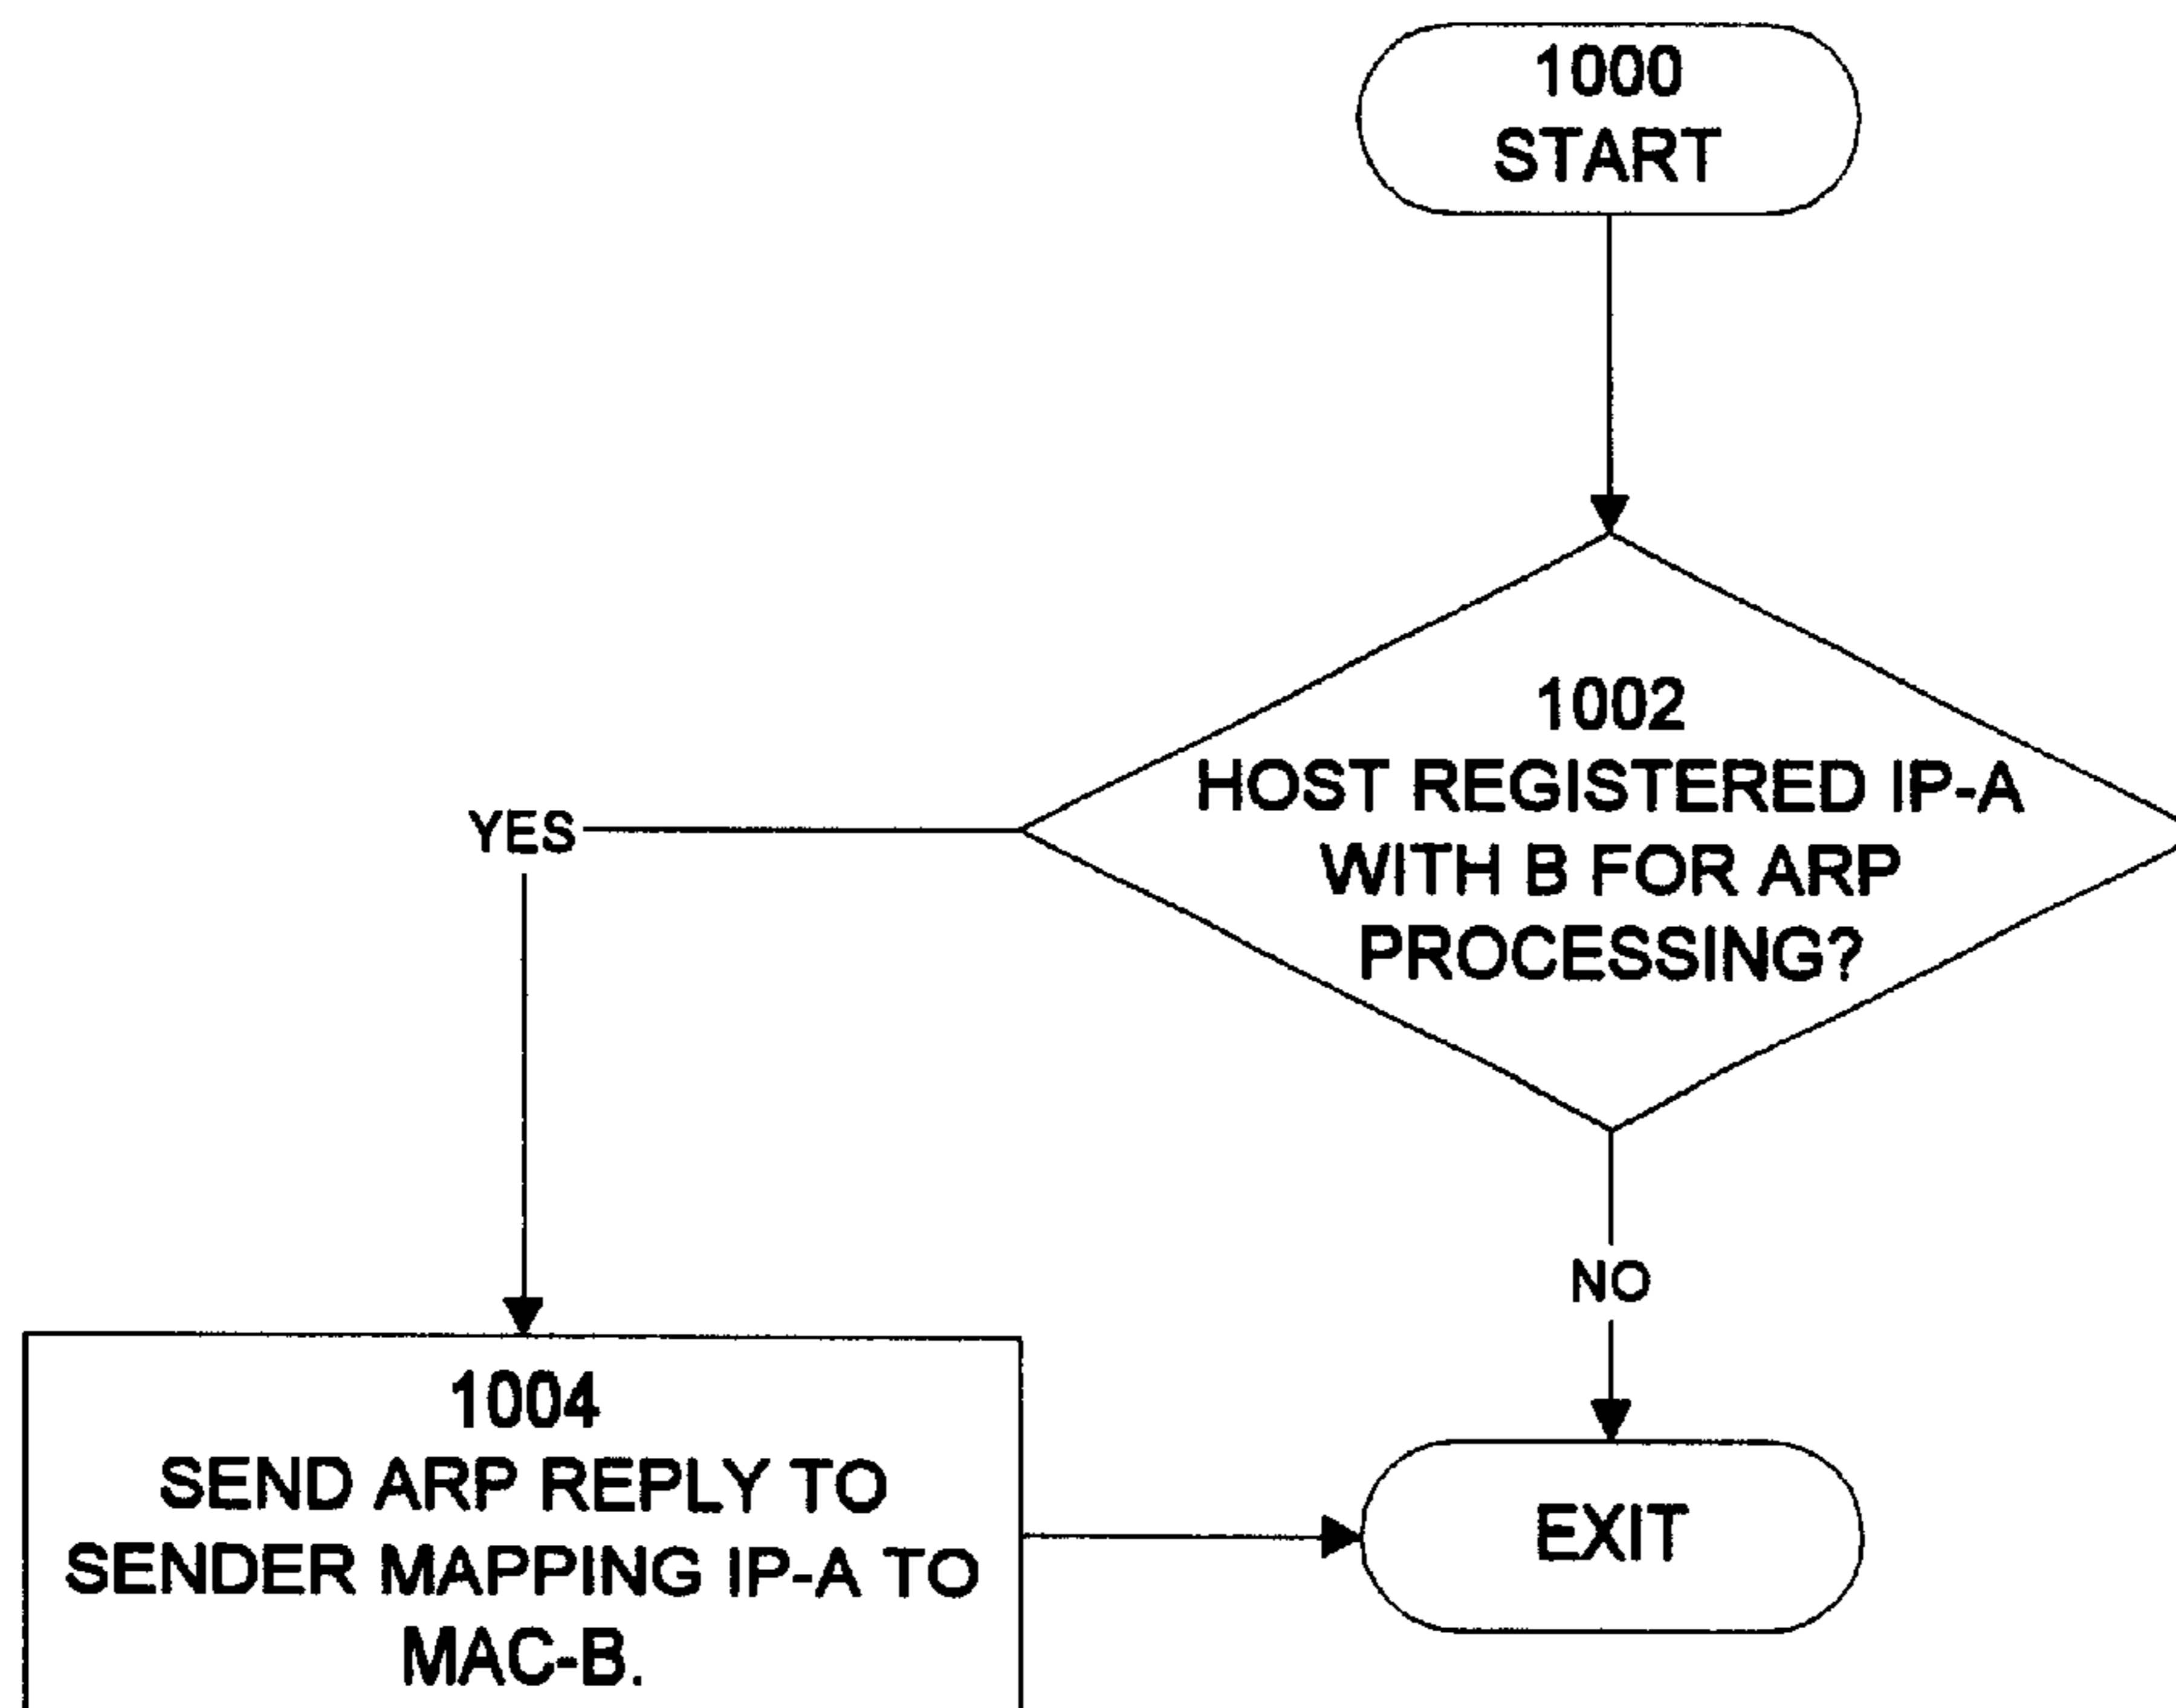 1000
START
1002
HOST REGISTERED IP-A
WITH B FOR ARP
PROCESSING?
YES
NO
1004
SEND ARP REPLY TO
SENDER MAPPING IP-A TO
MAC-B.
EXIT